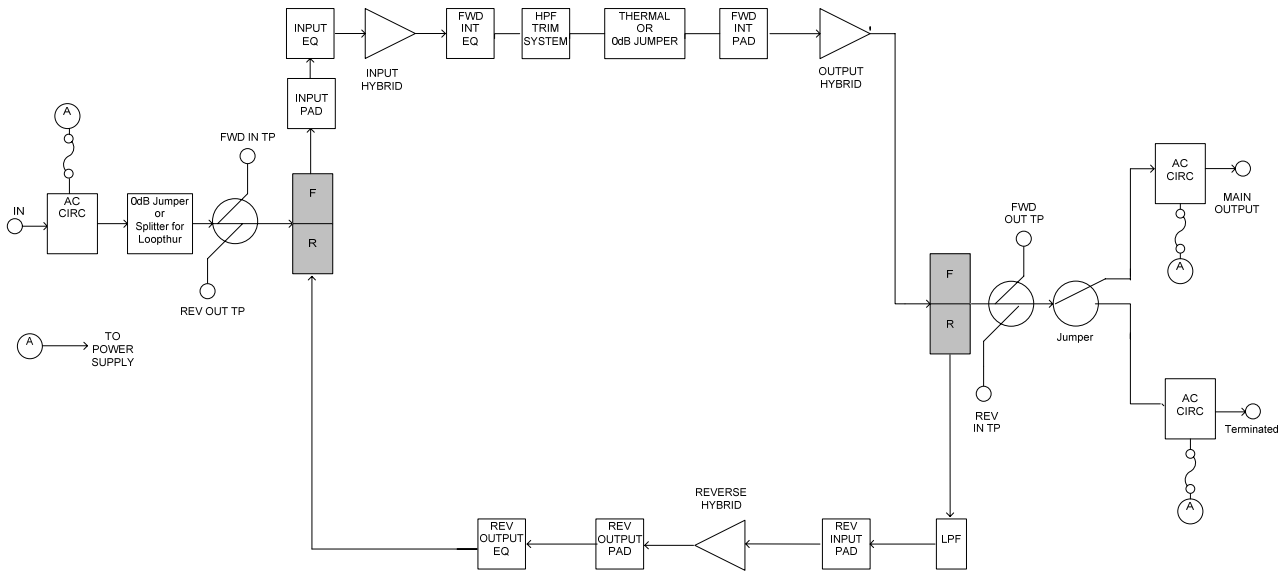 INPUT
EQ
INPUT
HYBRID
FWD
INT
EQ
HPF
TRIM
SYSTEM
THERMAL
OR
0dB JUMPER
FWD
INT
PAD
OUTPUT
HYBRID
INPUT
PAD
A
FWD IN TP
IN
AC
CIRC
0dB Jumper
or
Splitter for
Loopthur
F
R
REV OUT TP
A
TO
POWER
SUPPLY
FWD
OUT TP
F
R
REV
IN TP
Jumper
AC
CIRC
MAIN
OUTPUT
A
AC
CIRC
Terminated
A
REV
OUTPUT
EQ
REV
OUTPUT
PAD
REVERSE
HYBRID
REV
INPUT
PAD
LPF